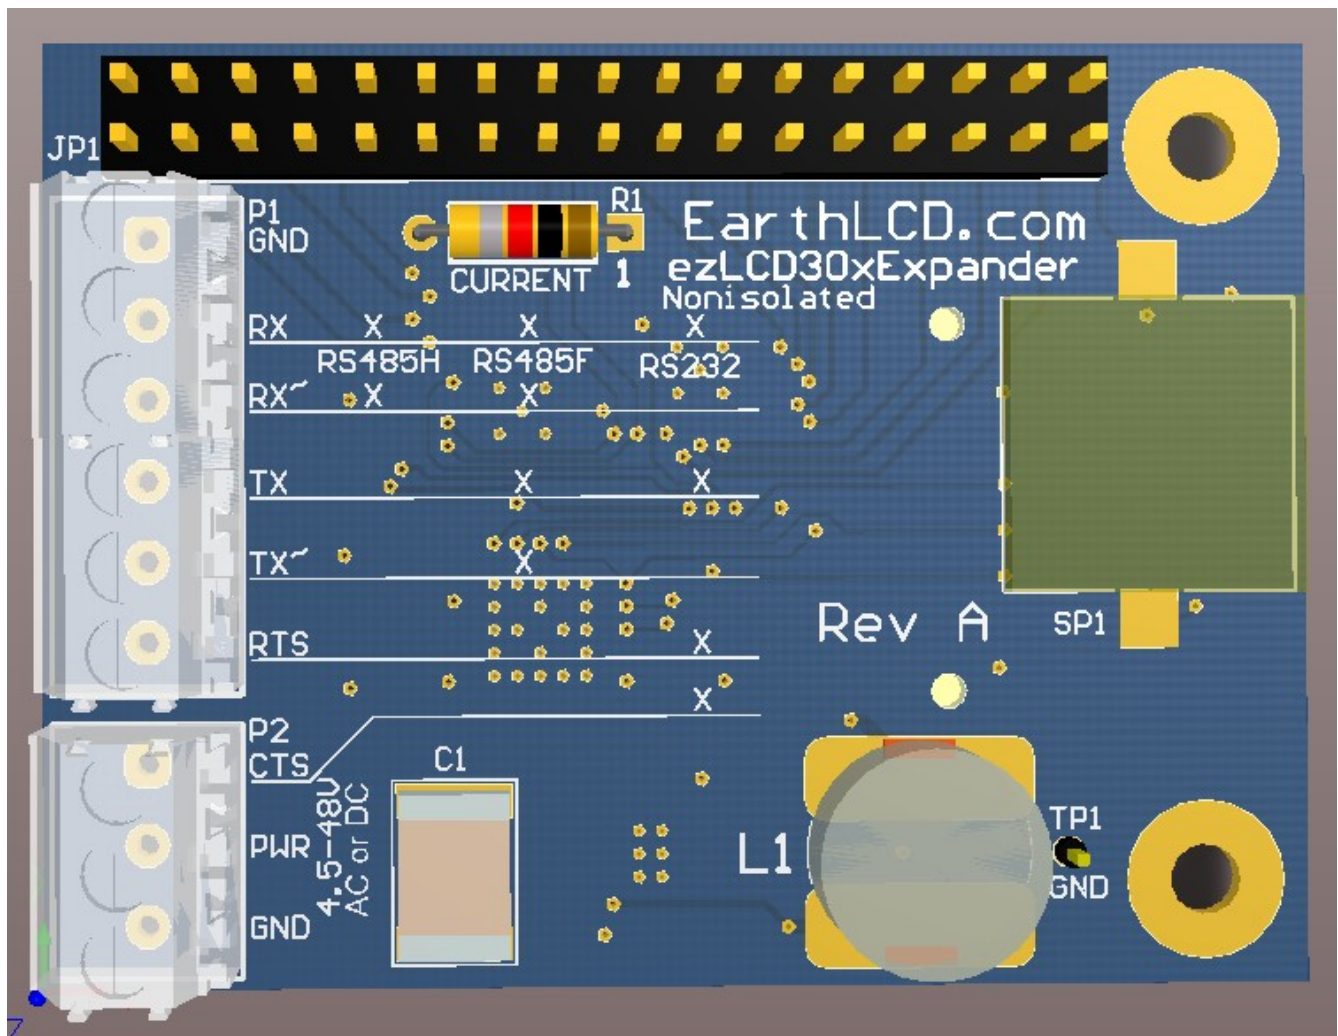 JP1
P1
GND
R1
CURRENT
1
EarthLCD.com
ezLCD30xExpander
Nonisolated
RX X X X
RS485H RS485F RS232
RX~ X X
TX X X
TX~ X
RTS X
X
Rev A
SP1
P2
CTS
C1
4.5-48V
AC or DC
PWR
GND
L1
TP1
GND
Z